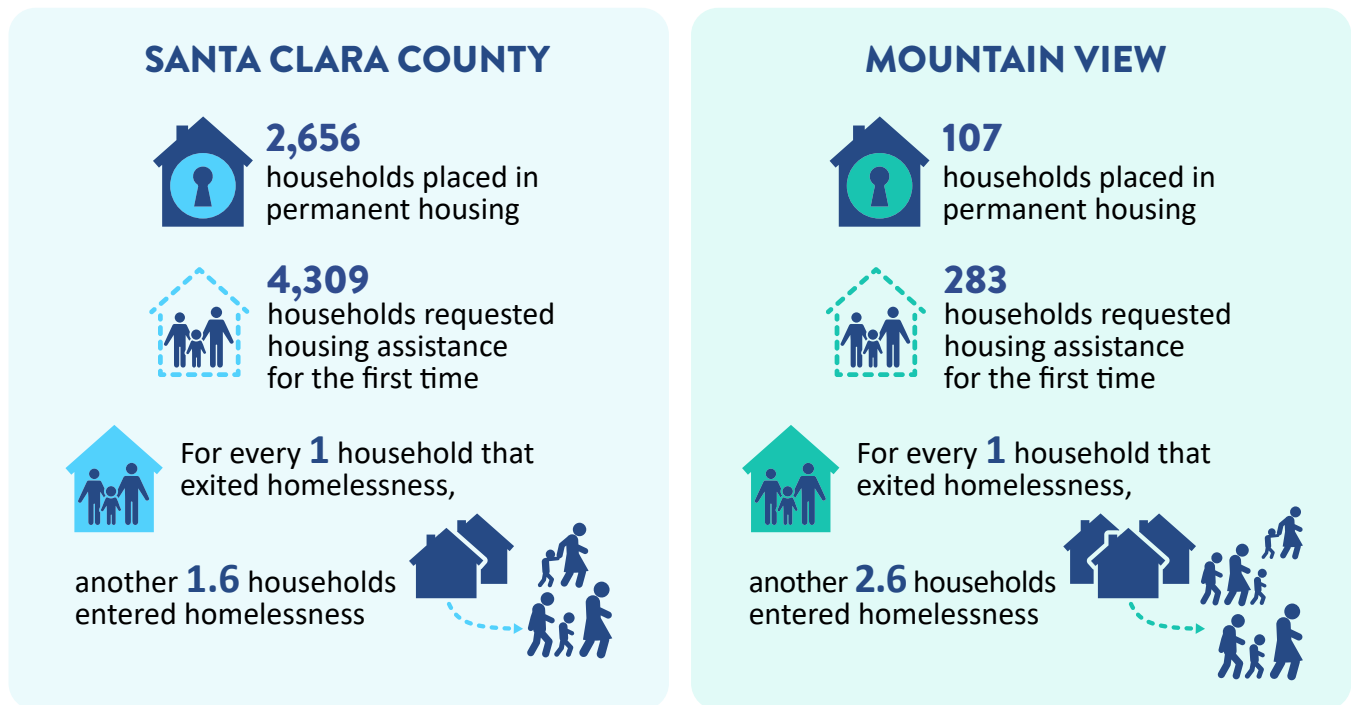 SANTA CLARA COUNTY
2,656
households placed in
permanent housing
4,309
households requested
housing assistance
for the first time
For every 1 household that
exited homelessness,
another 1.6 households
entered homelessness
MOUNTAIN VIEW
107
households placed in
permanent housing
283
households requested
housing assistance
for the first time
For every 1 household that
exited homelessness,
another 2.6 households
entered homelessness